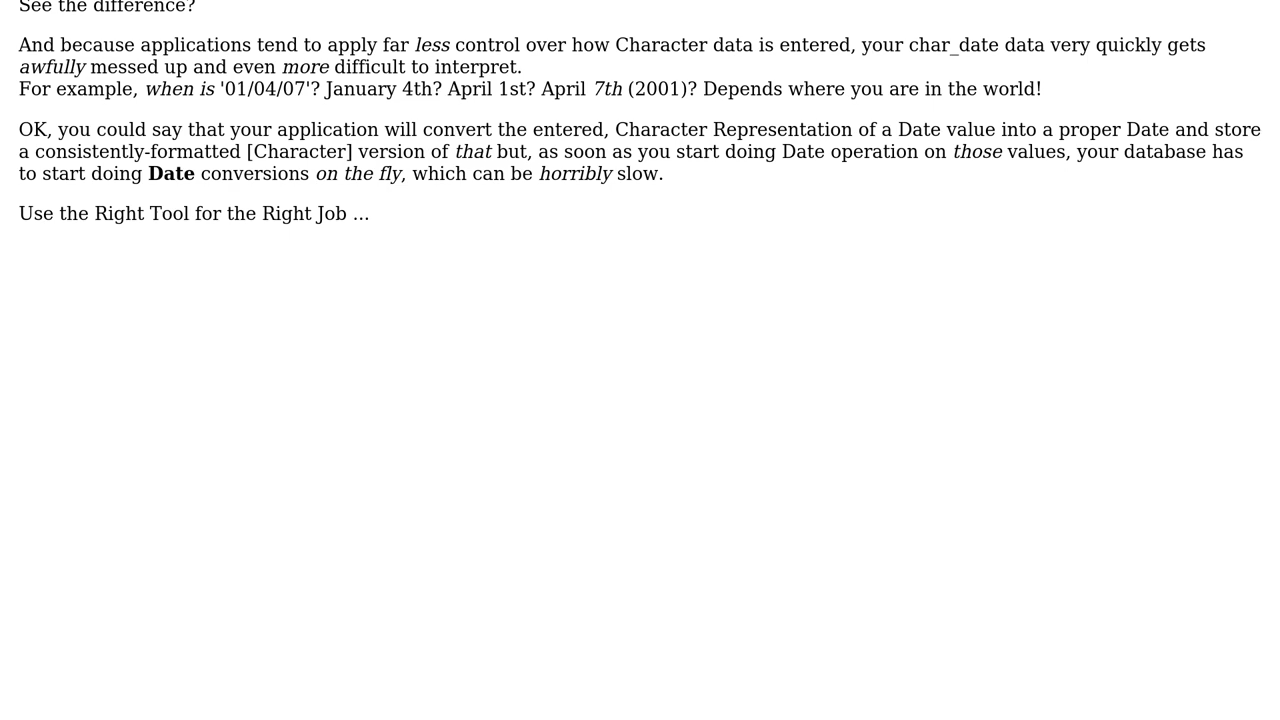 See the difference?
And because applications tend to apply far less control over how Character data is entered, your char_date data very quickly gets
awfully messed up and even more difficult to interpret.
For example, when is '01/04/07'? January 4th? April 1st? April 7th (2001)? Depends where you are in the world!
OK, you could say that your application will convert the entered, Character Representation of a Date value into a proper Date and store
a consistently-formatted [Character] version of that but, as soon as you start doing Date operation on those values, your database has
to start doing Date conversions on the fly, which can be horribly slow.
Use the Right Tool for the Right Job ...